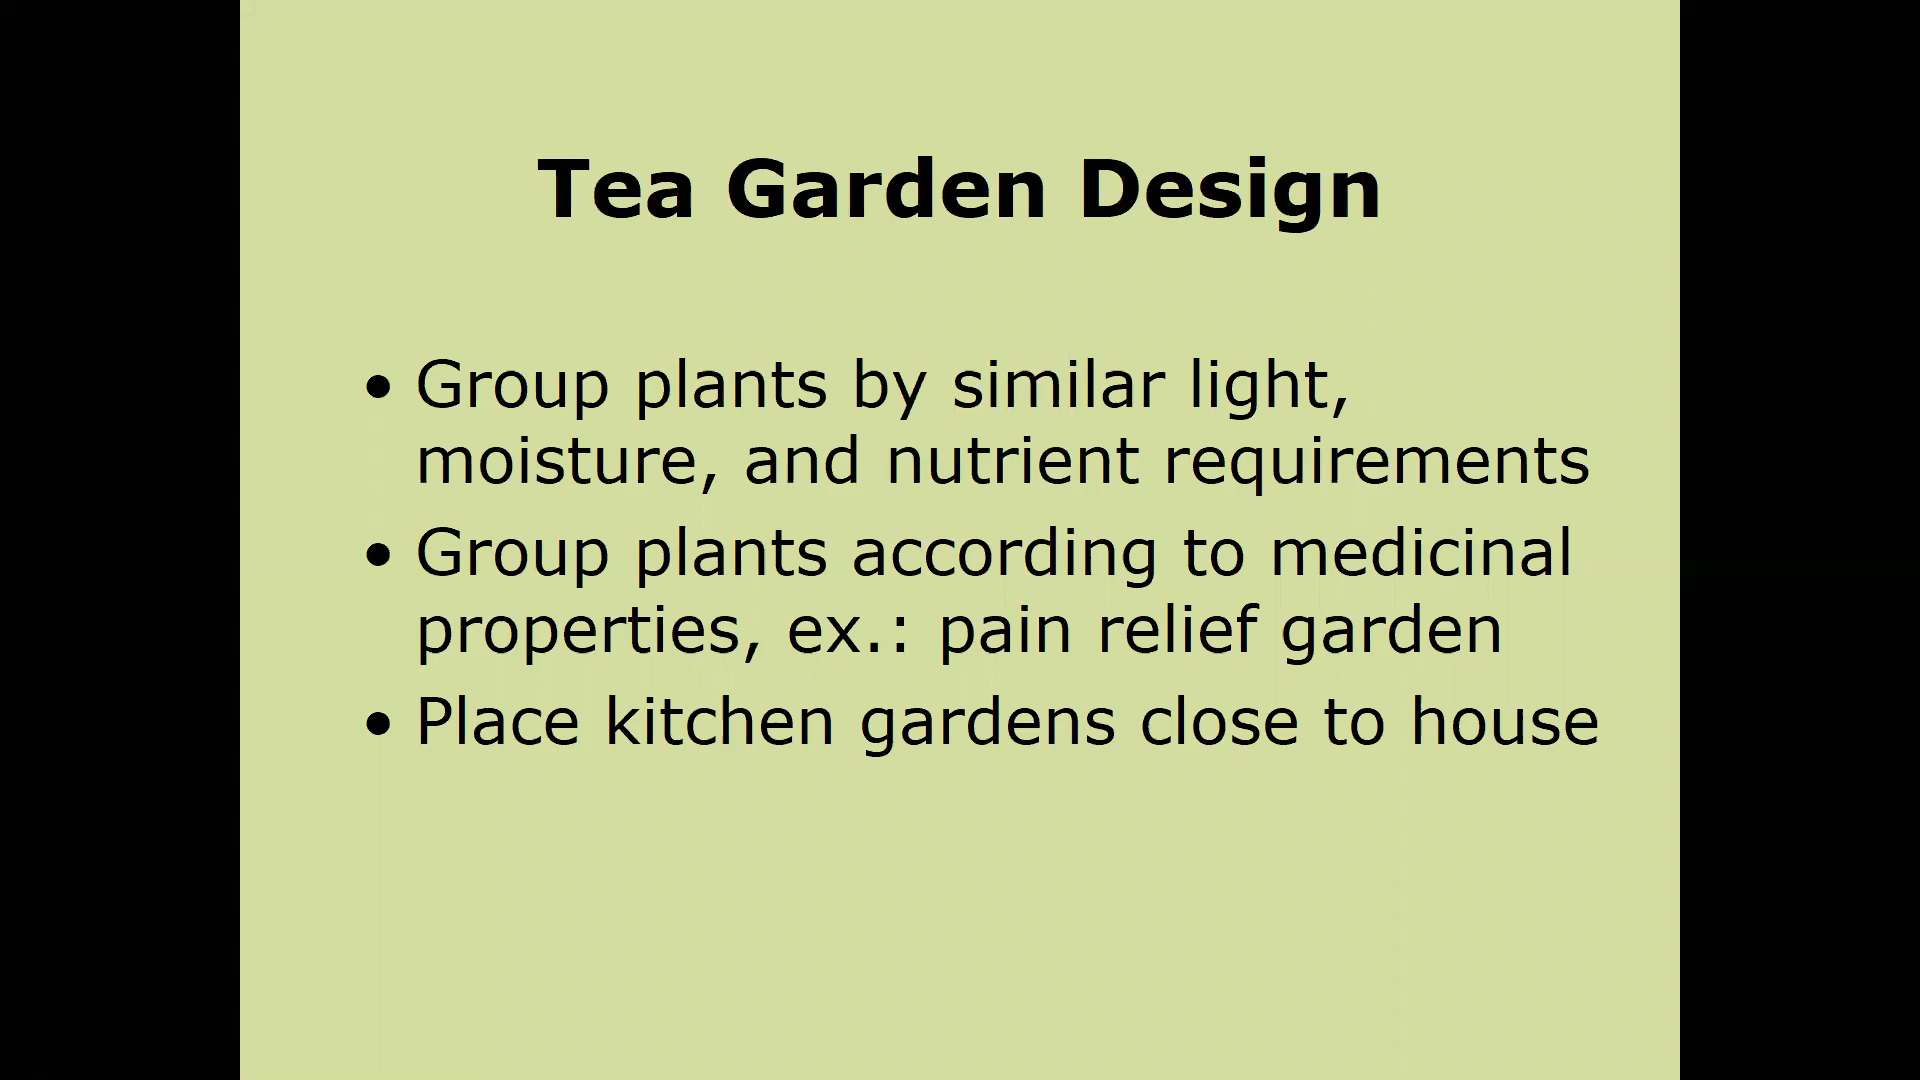 Tea Garden Design
• Group plants by similar light,
moisture, and nutrient requirements
• Group plants according to medicinal
properties, ex.: pain relief garden
• Place kitchen gardens close to house